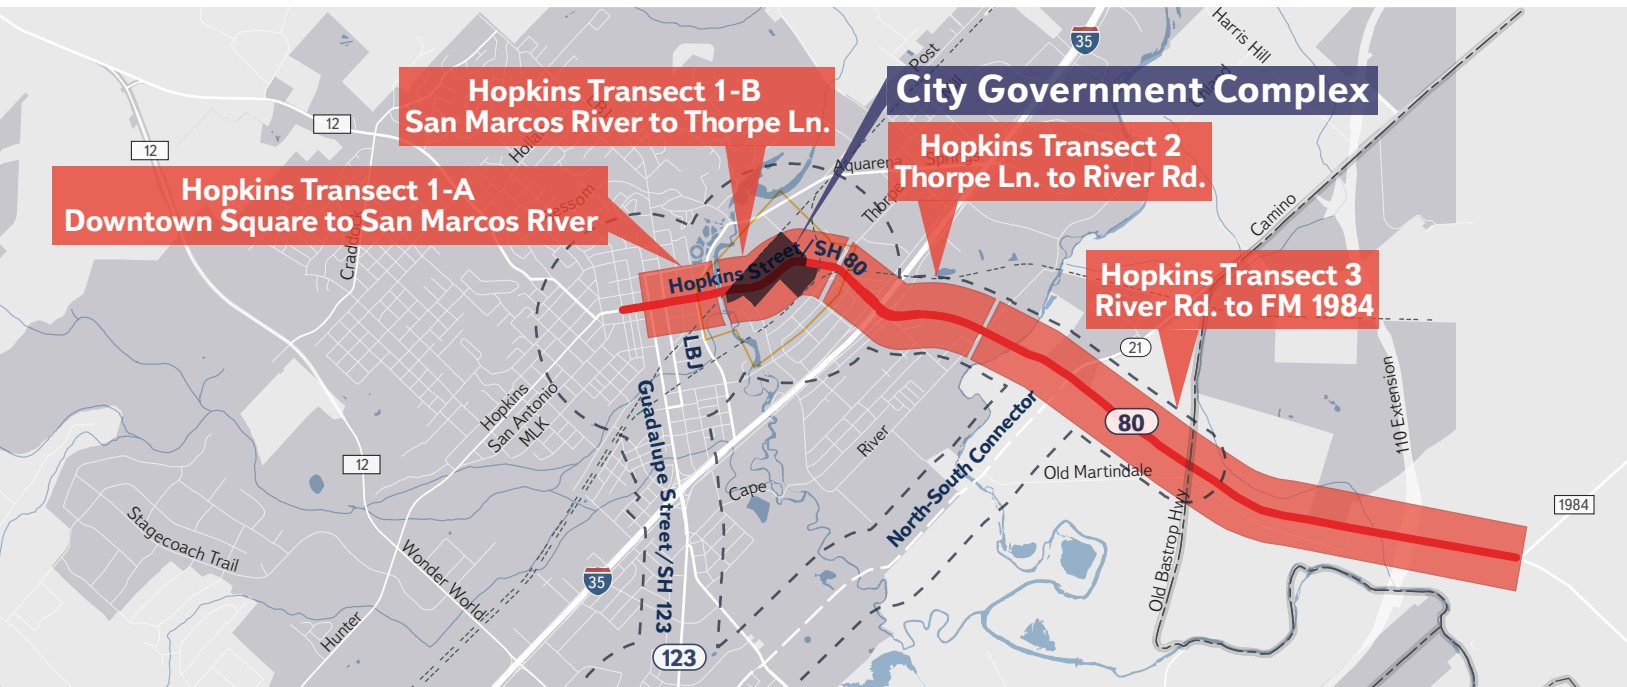 35
Harris Hill
Post
Hopkins Transect 1-B
San Marcos River to Thorpe Ln.
City Government Complex
12
12
Hopkins Transect 2
Thorpe Ln. to River Rd.
Aquarena Springs
Hopkins Transect 1-A
Downtown Square to San Marcos River
Thorpe
Craddock
Camino
Hopkins Street/SH 80
Hopkins Transect 3
River Rd. to FM 1984
21
LBJ
10 Extension
Hopkins
San Antonio
MLK
80
Guadalupe Street/SH 123
River
North-South Connector
12
Old Martindale
Cape
Old Bastrop Hwy
1984
Stagecoach Trail
Wonder World
35
Hunter
123